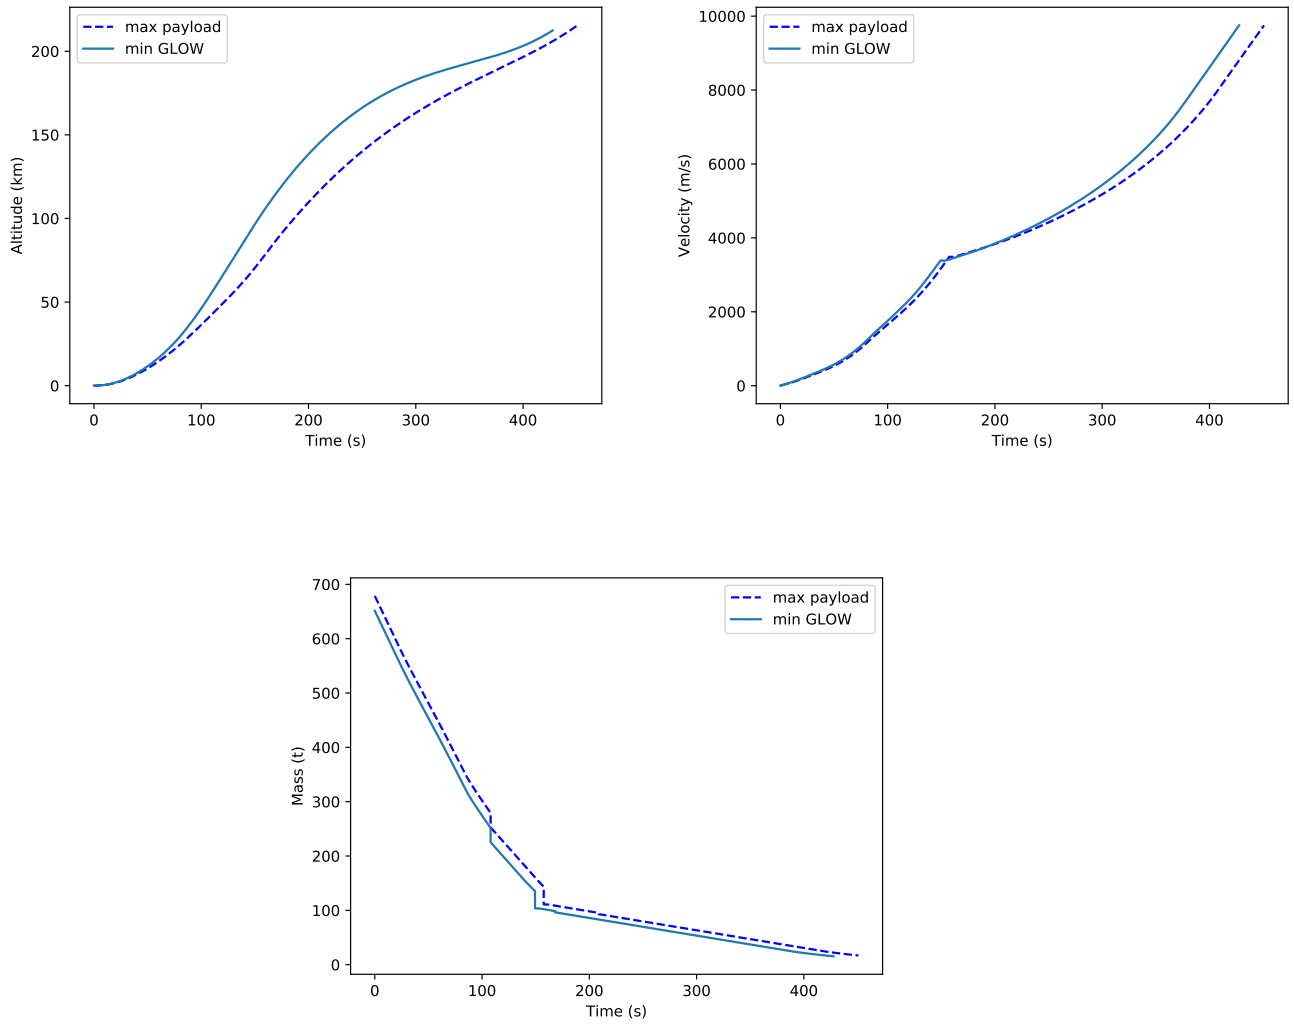 max payload
min GLOW
200
150
100
50
0
Altitude (km)
0 100 200 300 400
Time (s)
max payload
min GLOW
10000
8000
6000
4000
2000
0
Velocity (m/s)
0 100 200 300 400
Time (s)
max payload
min GLOW
700
600
500
400
300
200
100
0
Mass (t)
0 100 200 300 400
Time (s)